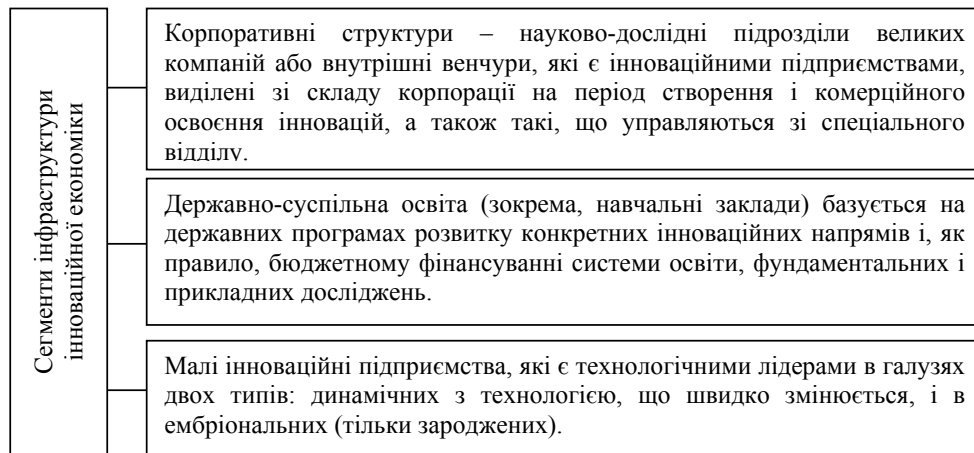 Сегменти інфраструктури
інноваційної економіки
Корпоративні структури – науково-дослідні підрозділи великих
компаній або внутрішні венчури, які є інноваційними підприємствами,
виділені зі складу корпорації на період створення і комерційного
освоєння інновацій, а також такі, що управляються зі спеціального
відділу.
Державно-суспільна освіта (зокрема, навчальні заклади) базується на
державних програмах розвитку конкретних інноваційних напрямів і, як
правило, бюджетному фінансуванні системи освіти, фундаментальних і
прикладних досліджень.
Малі інноваційні підприємства, які є технологічними лідерами в галузях
двох типів: динамічних з технологією, що швидко змінюється, і в
ембріональних (тільки зароджених).